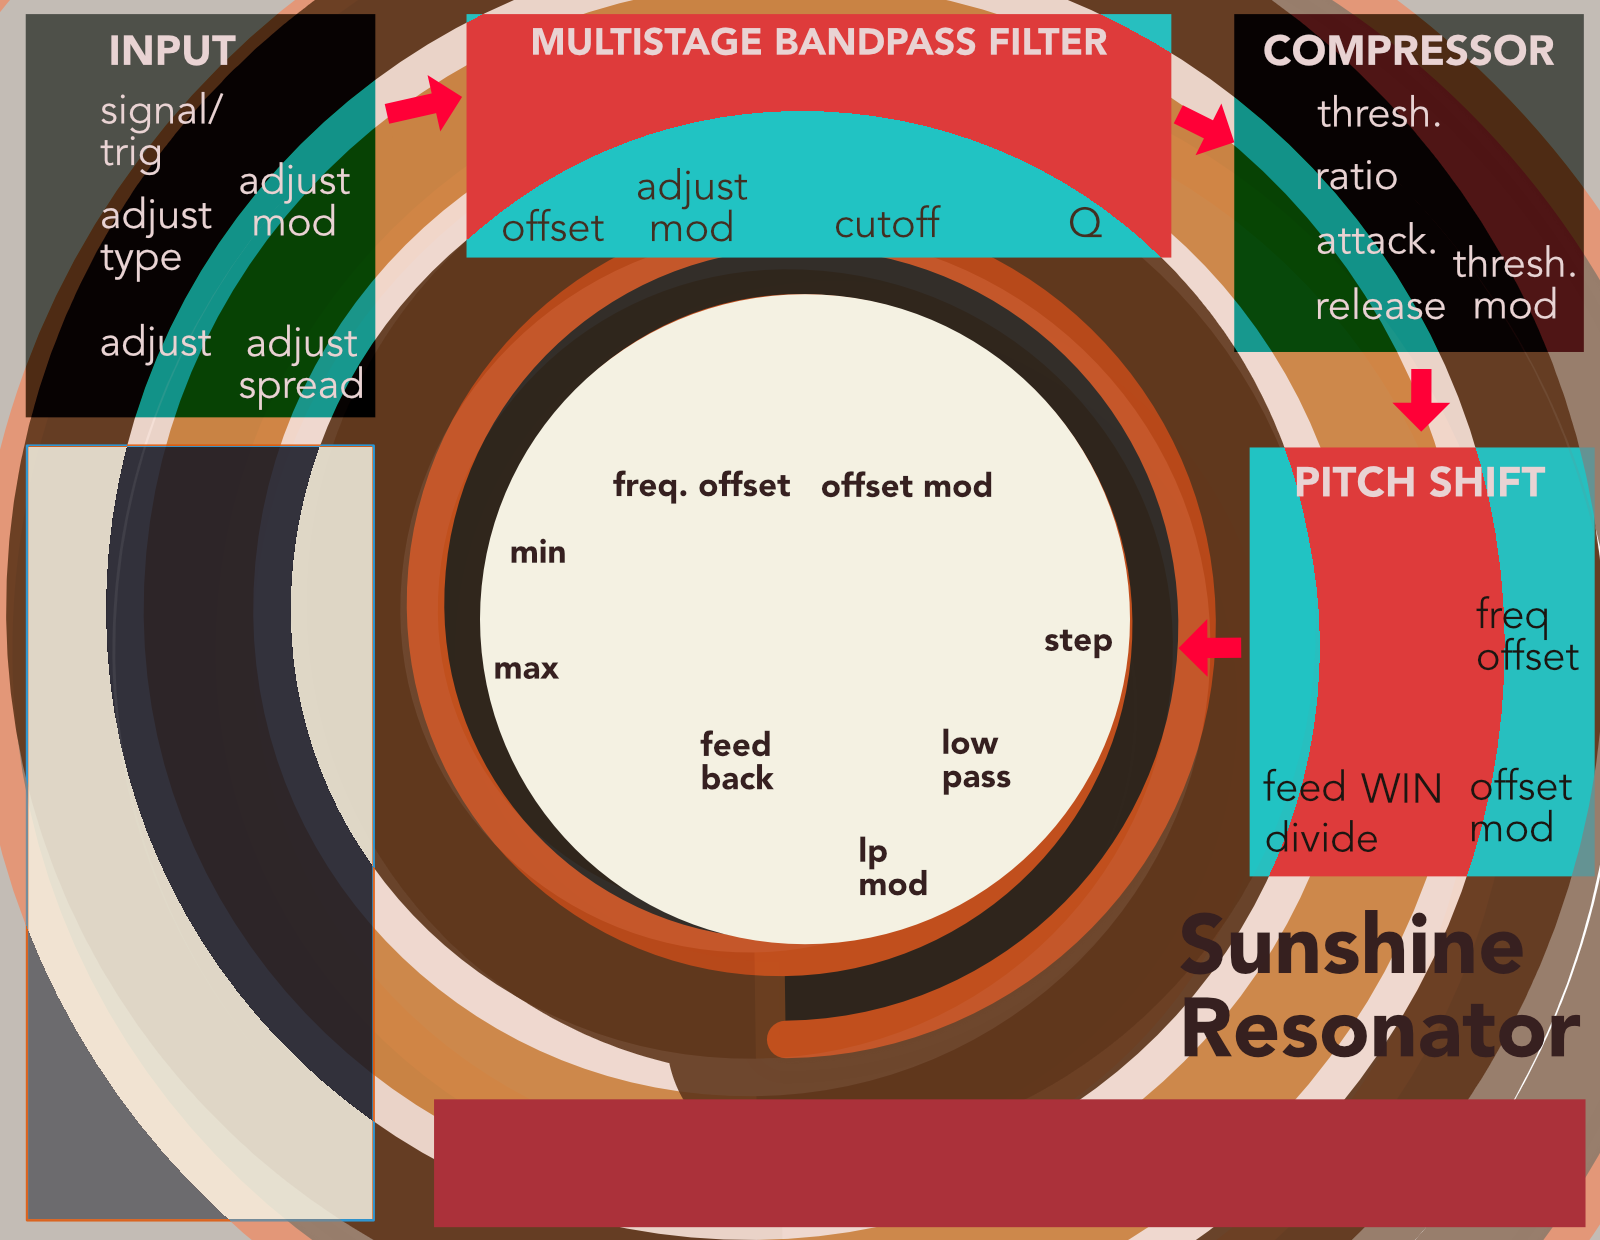 INPUT
signal/
trig
adjust
mod
adjust
type
adjust
adjust
spread
MULTISTAGE BANDPASS FILTER
offset
adjust
mod
cutoff
Q
COMPRESSOR
thresh.
ratio
attack.
thresh.
mod
release
freq. offset
offset mod
min
max
step
feed
back
low
pass
lp
mod
PITCH SHIFT
freq
offset
feed
WIN
divide
offset
mod
Sunshine
Resonator